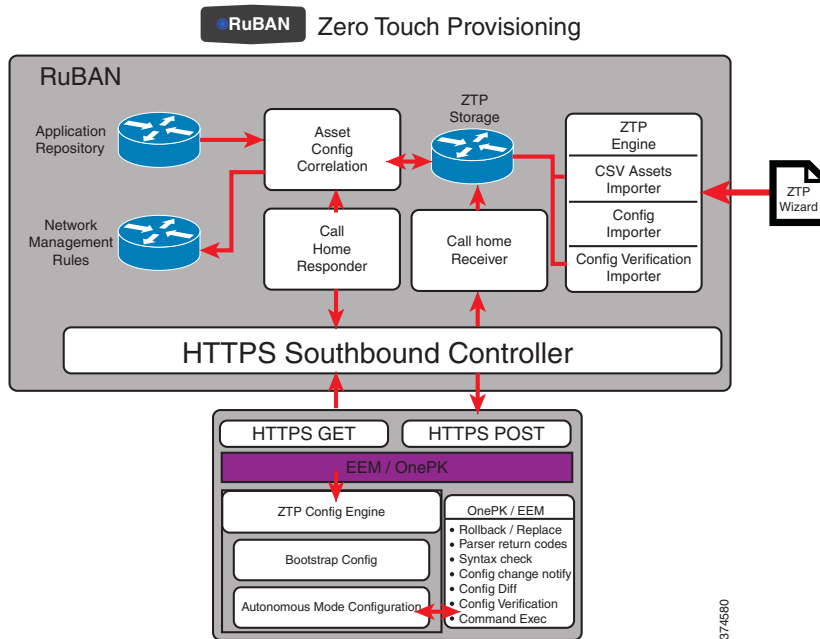 RuBAN Zero Touch Provisioning
RuBAN
Application
Repository
Asset
Config
Correlation
ZTP
Storage
ZTP
Engine
CSV Assets
Importer
Config
Importer
Config Verification
Importer
ZTP
Wizard
Network
Management
Rules
Call
Home
Responder
Call home
Receiver
HTTPS Southbound Controller
HTTPS GET
HTTPS POST
EEM / OnePK
ZTP Config Engine
Bootstrap Config
Autonomous Mode Configuration
OnePK / EEM
• Rollback / Replace
• Parser return codes
• Syntax check
• Config change notify
• Config Diff
• Config Verification
• Command Exec
374580